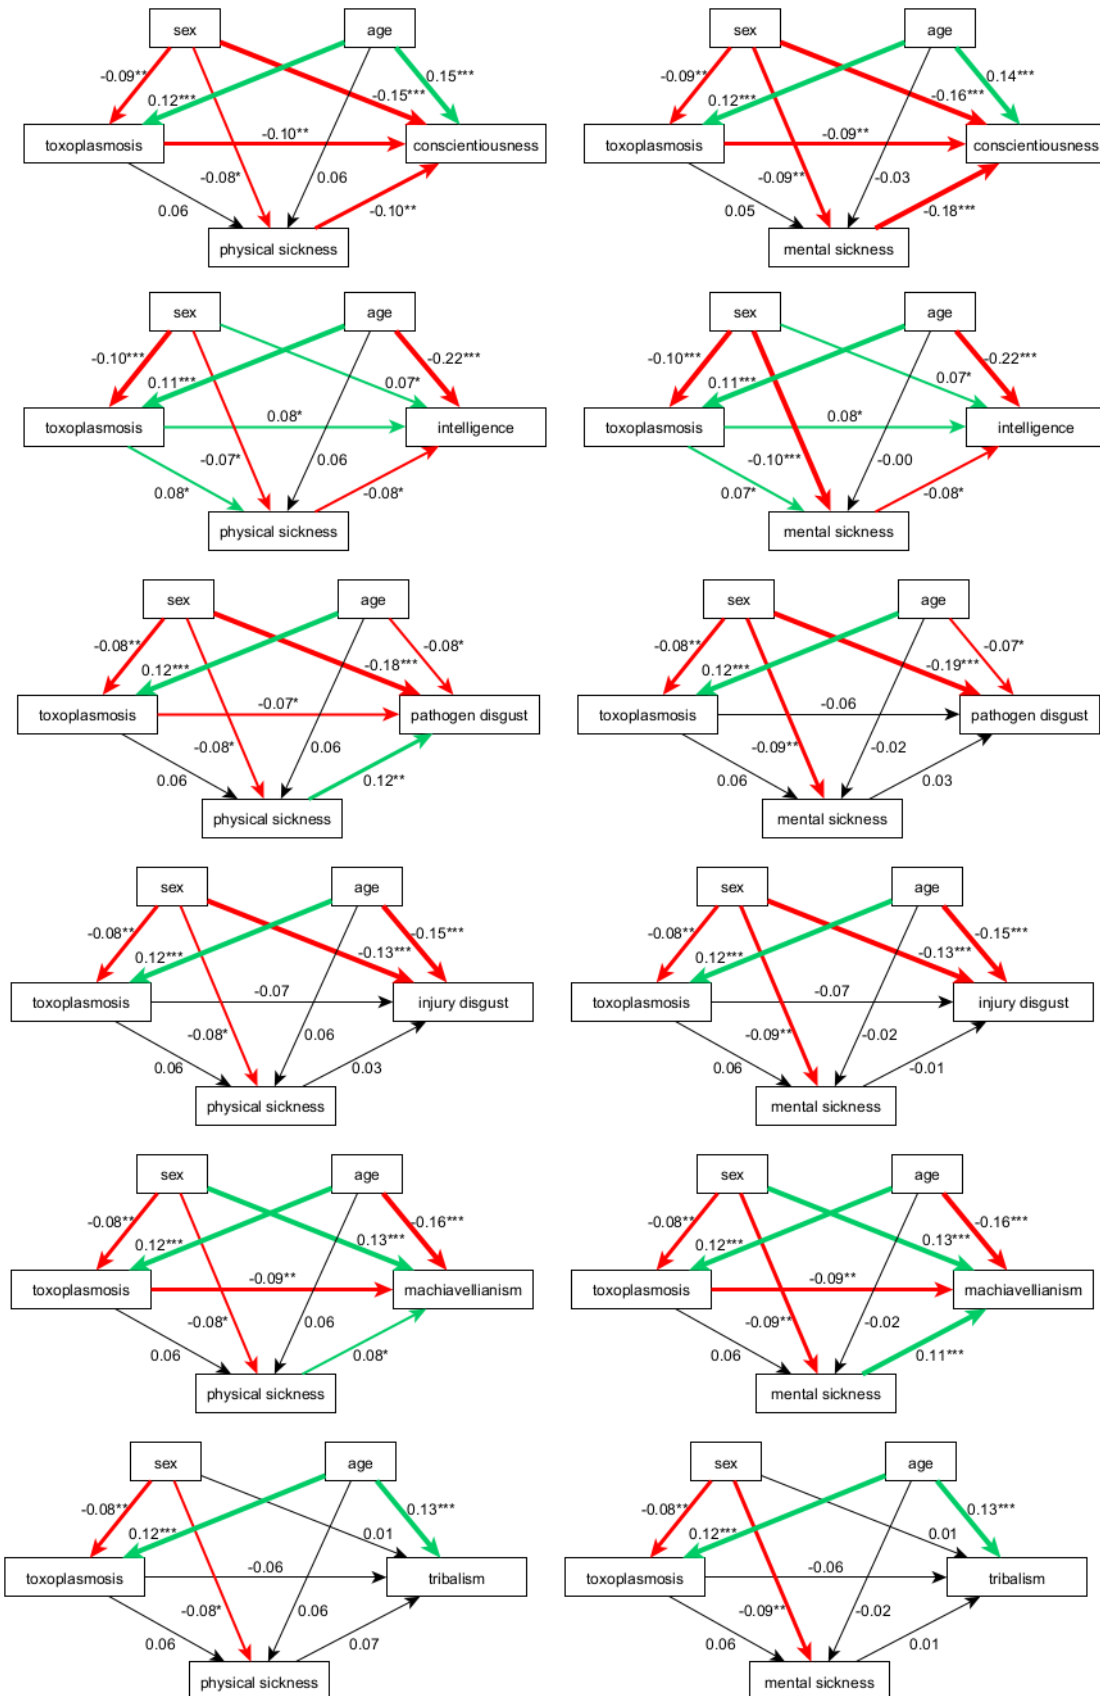 sex age sex age
-0.09** 0.15*** -0.09** 0.14***
0.12*** -0.15*** 0.12*** -0.16***
toxoplasmosis -0.10** conscientiousness toxoplasmosis -0.09** conscientiousness
-0.08* 0.06 -0.09** -0.03
0.06 -0.10** 0.05 -0.18***
physical sickness mental sickness
sex age sex age
-0.10*** -0.22*** -0.10*** -0.22***
0.11*** 0.07* 0.11*** 0.07*
toxoplasmosis 0.08* intelligence toxoplasmosis 0.08* intelligence
-0.07* 0.06 -0.10*** -0.00
0.08* -0.08* 0.07* -0.08*
physical sickness mental sickness
sex age sex age
-0.08** -0.08* -0.08** -0.07*
0.12*** -0.18*** 0.12*** -0.19***
toxoplasmosis -0.07* pathogen disgust toxoplasmosis -0.06 pathogen disgust
-0.08* 0.06 -0.09** -0.02
0.06 0.12** 0.06 0.03
physical sickness mental sickness
sex age sex age
-0.08** -0.15*** -0.08** -0.15***
0.12*** -0.13*** 0.12*** -0.13***
toxoplasmosis -0.07 injury disgust toxoplasmosis -0.07 injury disgust
-0.08* 0.06 -0.09** -0.02
0.06 0.03 0.06 -0.01
physical sickness mental sickness
sex age sex age
-0.08** -0.16*** -0.08** -0.16***
0.12*** 0.13*** 0.12*** 0.13***
toxoplasmosis -0.09** machiavellianism toxoplasmosis -0.09** machiavellianism
-0.08* 0.06 -0.09** -0.02
0.06 0.08* 0.06 0.11***
physical sickness mental sickness
sex age sex age
-0.08** 0.13*** -0.08** 0.13***
0.12*** 0.01 0.12*** 0.01
toxoplasmosis -0.06 tribalism toxoplasmosis -0.06 tribalism
-0.08* 0.06 -0.09** -0.02
0.06 0.07 0.06 0.01
physical sickness mental sickness